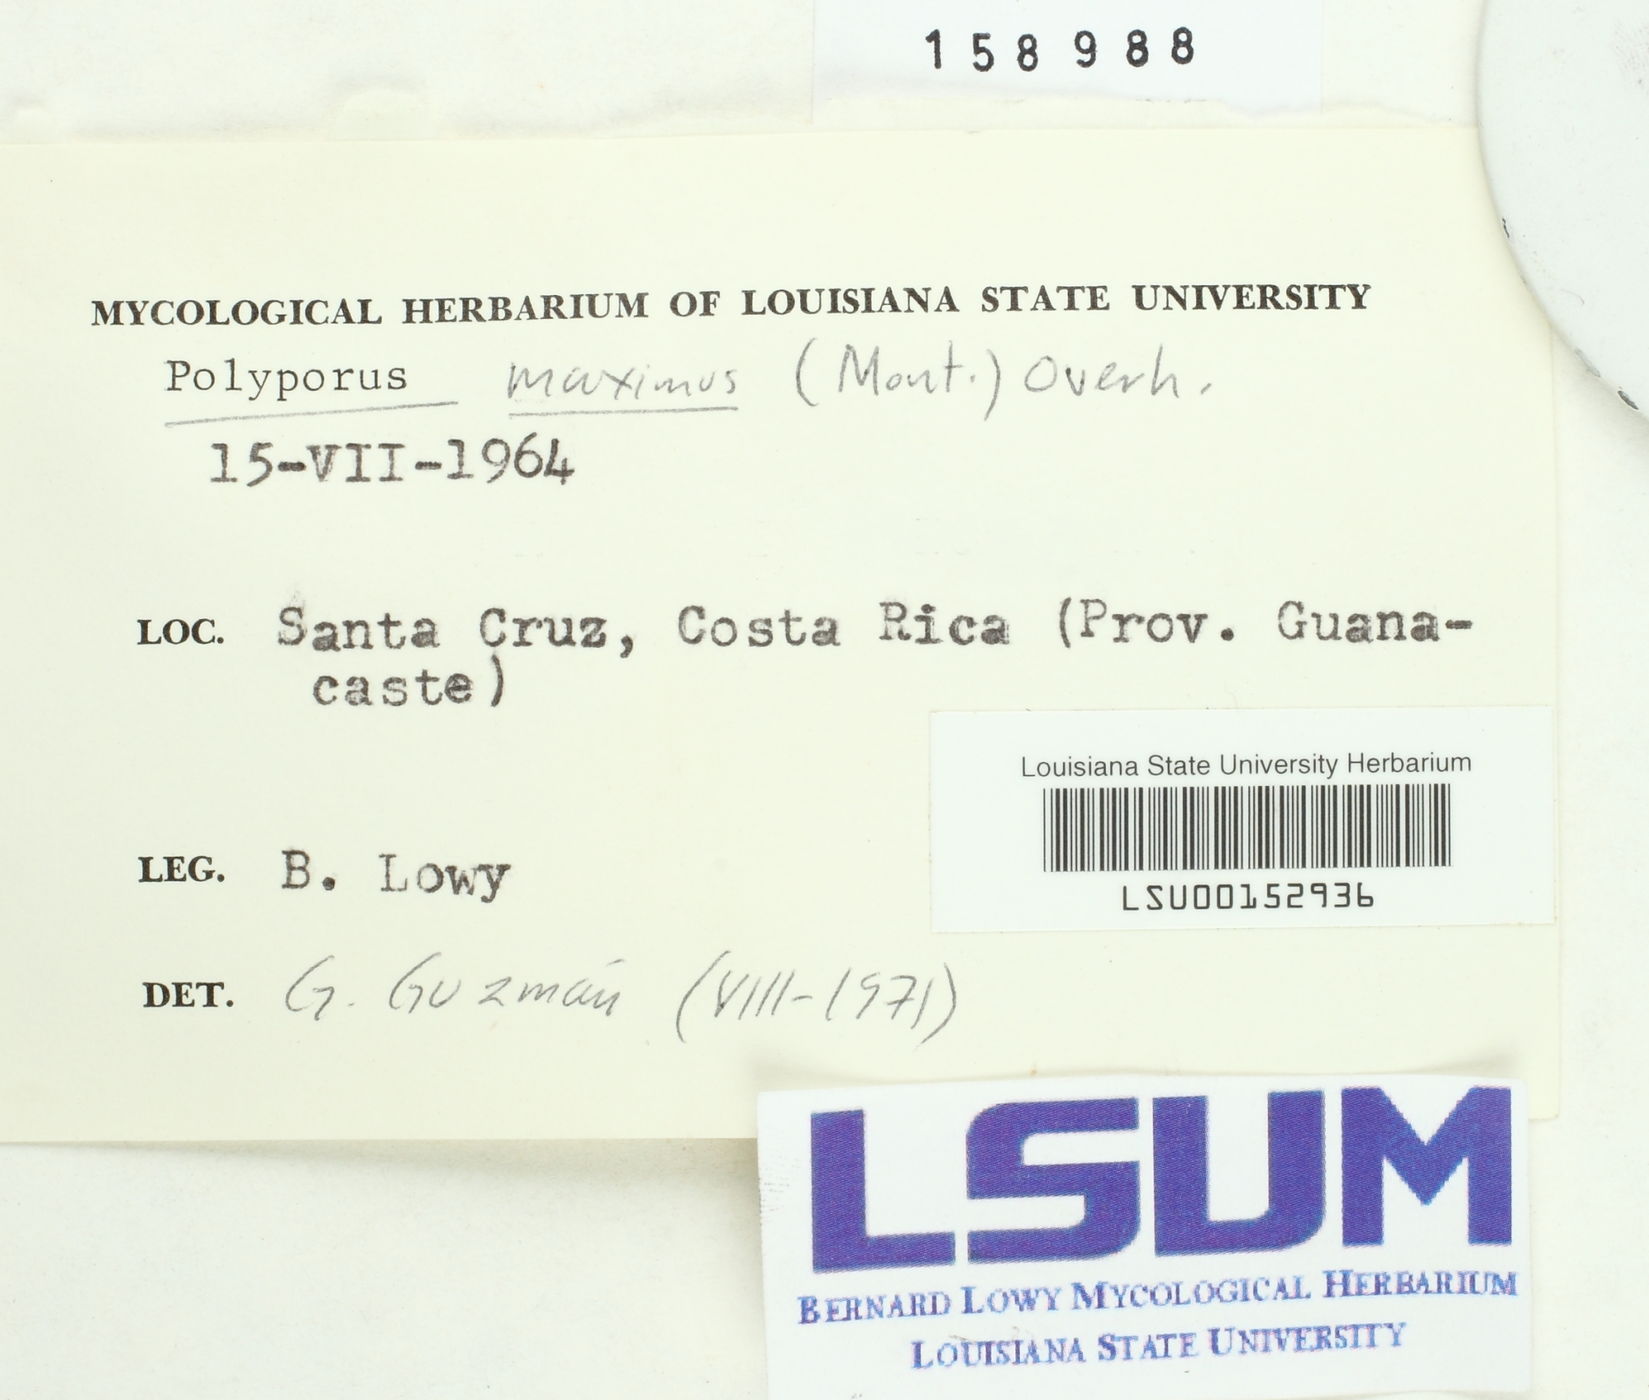 158988
MYCOLOGICAL HERBARIUM OF LOUISIANA STATE UNIVERSITY
Polyporus maximus (Mont.) Overh.
15-VII-1964
LOC. Santa Cruz, Costa Rica (Prov. Guana-
caste)
Louisiana State University Herbarium
LSU00152936
LEG. B. Lowy
DET. G. Guzmán (VIII-1971)
LSUM
BERNARD LOWY MYCOLOGICAL HERBARIUM
LOUISIANA STATE UNIVERSITY